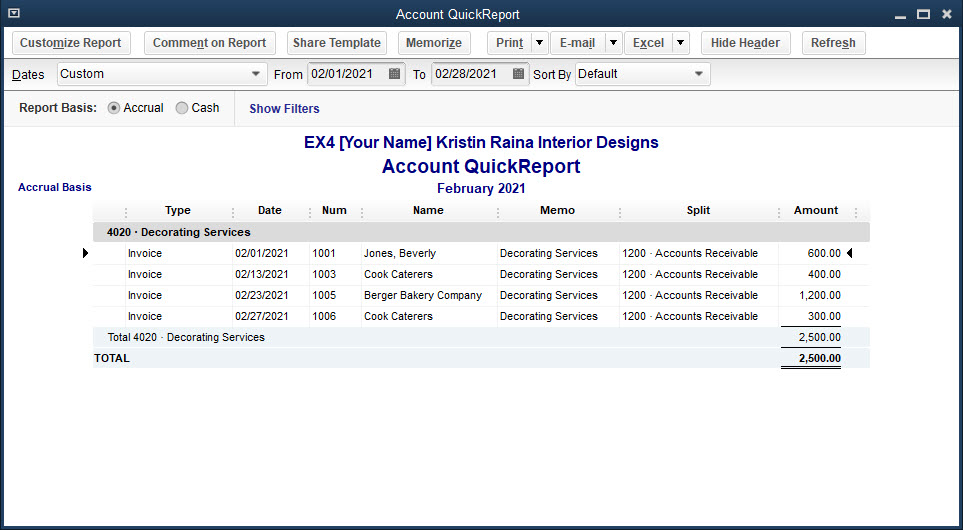 Account QuickReport
Customize Report Comment on Report Share Template Memorize Print E-mail Excel Hide Header Refresh
Dates Custom From 02/01/2021 To 02/28/2021 Sort By Default
Report Basis: Accrual Cash Show Filters
EX4 [Your Name] Kristin Raina Interior Designs
Account QuickReport
Accrual Basis February 2021
Type Date Num Name Memo Split Amount
4020 · Decorating Services
Invoice 02/01/2021 1001 Jones, Beverly Decorating Services 1200 · Accounts Receivable 600.00
Invoice 02/13/2021 1003 Cook Caterers Decorating Services 1200 · Accounts Receivable 400.00
Invoice 02/23/2021 1005 Berger Bakery Company Decorating Services 1200 · Accounts Receivable 1,200.00
Invoice 02/27/2021 1006 Cook Caterers Decorating Services 1200 · Accounts Receivable 300.00
Total 4020 · Decorating Services 2,500.00
TOTAL 2,500.00